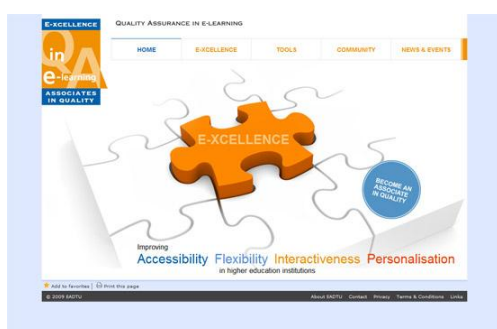 E-XCELLENCE
QUALITY ASSURANCE IN E-LEARNING
in
e-learning
QA
ASSOCIATES
IN QUALITY
HOME E-XCELLENCE TOOLS COMMUNITY NEWS & EVENTS
E-XCELLENCE
BECOME AN
ASSOCIATE
IN QUALITY
Improving
Accessibility Flexibility Interactiveness Personalisation
in higher education institutions
Add to favorites | Print this page
© 2009 EADTU About EADTU Contact Privacy Terms & Conditions Links